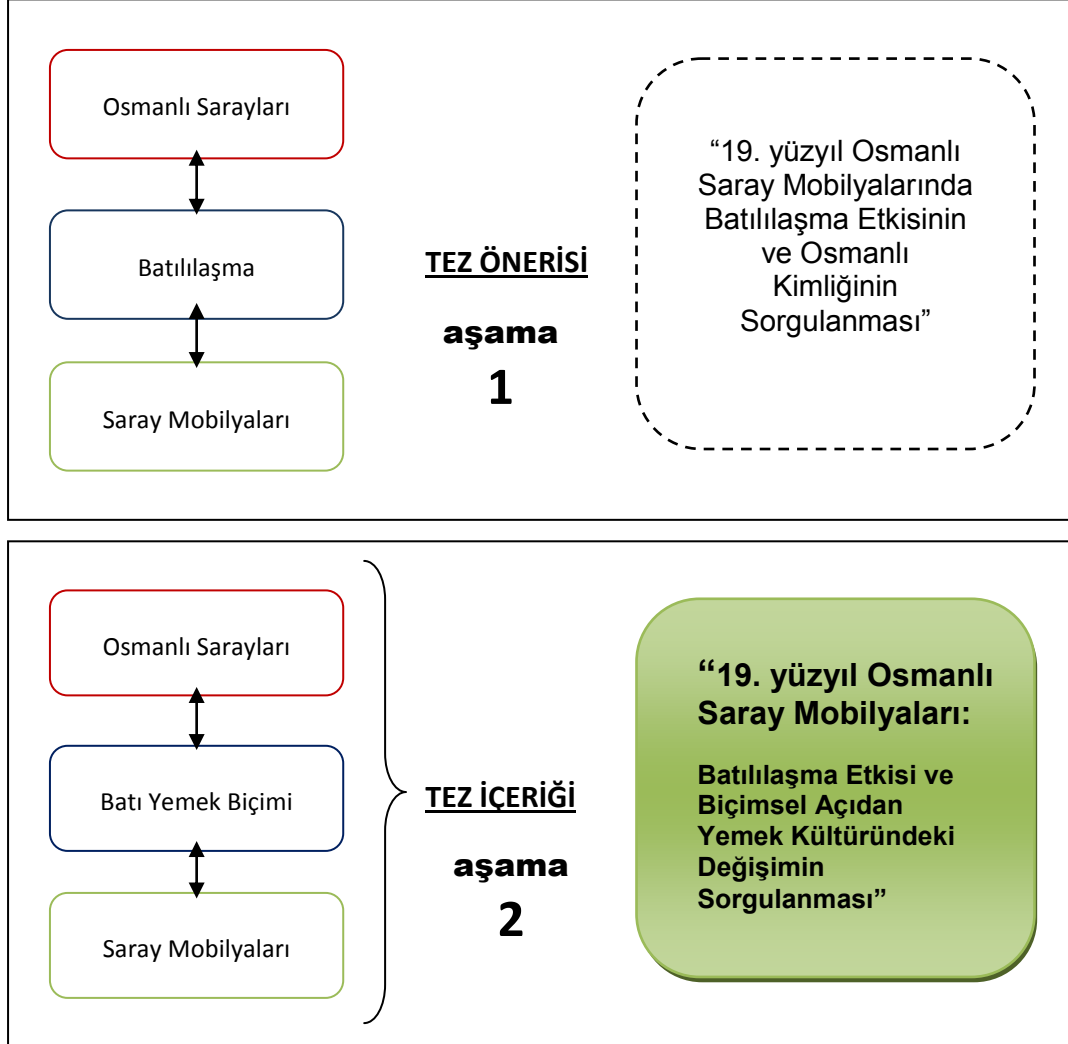 Osmanlı Sarayları
Batılılaşma
Saray Mobilyaları
TEZ ÖNERİSİ
aşama
1
“19. yüzyıl Osmanlı
Saray Mobilyalarında
Batılılaşma Etkisinin
ve Osmanlı
Kimliğinin
Sorgulanması”
Osmanlı Sarayları
Batı Yemek Biçimi
Saray Mobilyaları
TEZ İÇERİĞİ
aşama
2
“19. yüzyıl Osmanlı
Saray Mobilyaları:
Batılılaşma Etkisi ve
Biçimsel Açıdan
Yemek Kültüründeki
Değişimin
Sorgulanması”